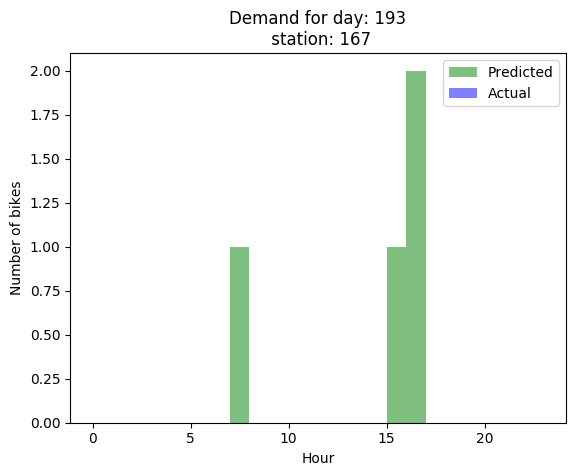 Demand for day: 193
station: 167
Predicted
Actual
Number of bikes
2.00
1.75
1.50
1.25
1.00
0.75
0.50
0.25
0.00
0 5 10 15 20
Hour